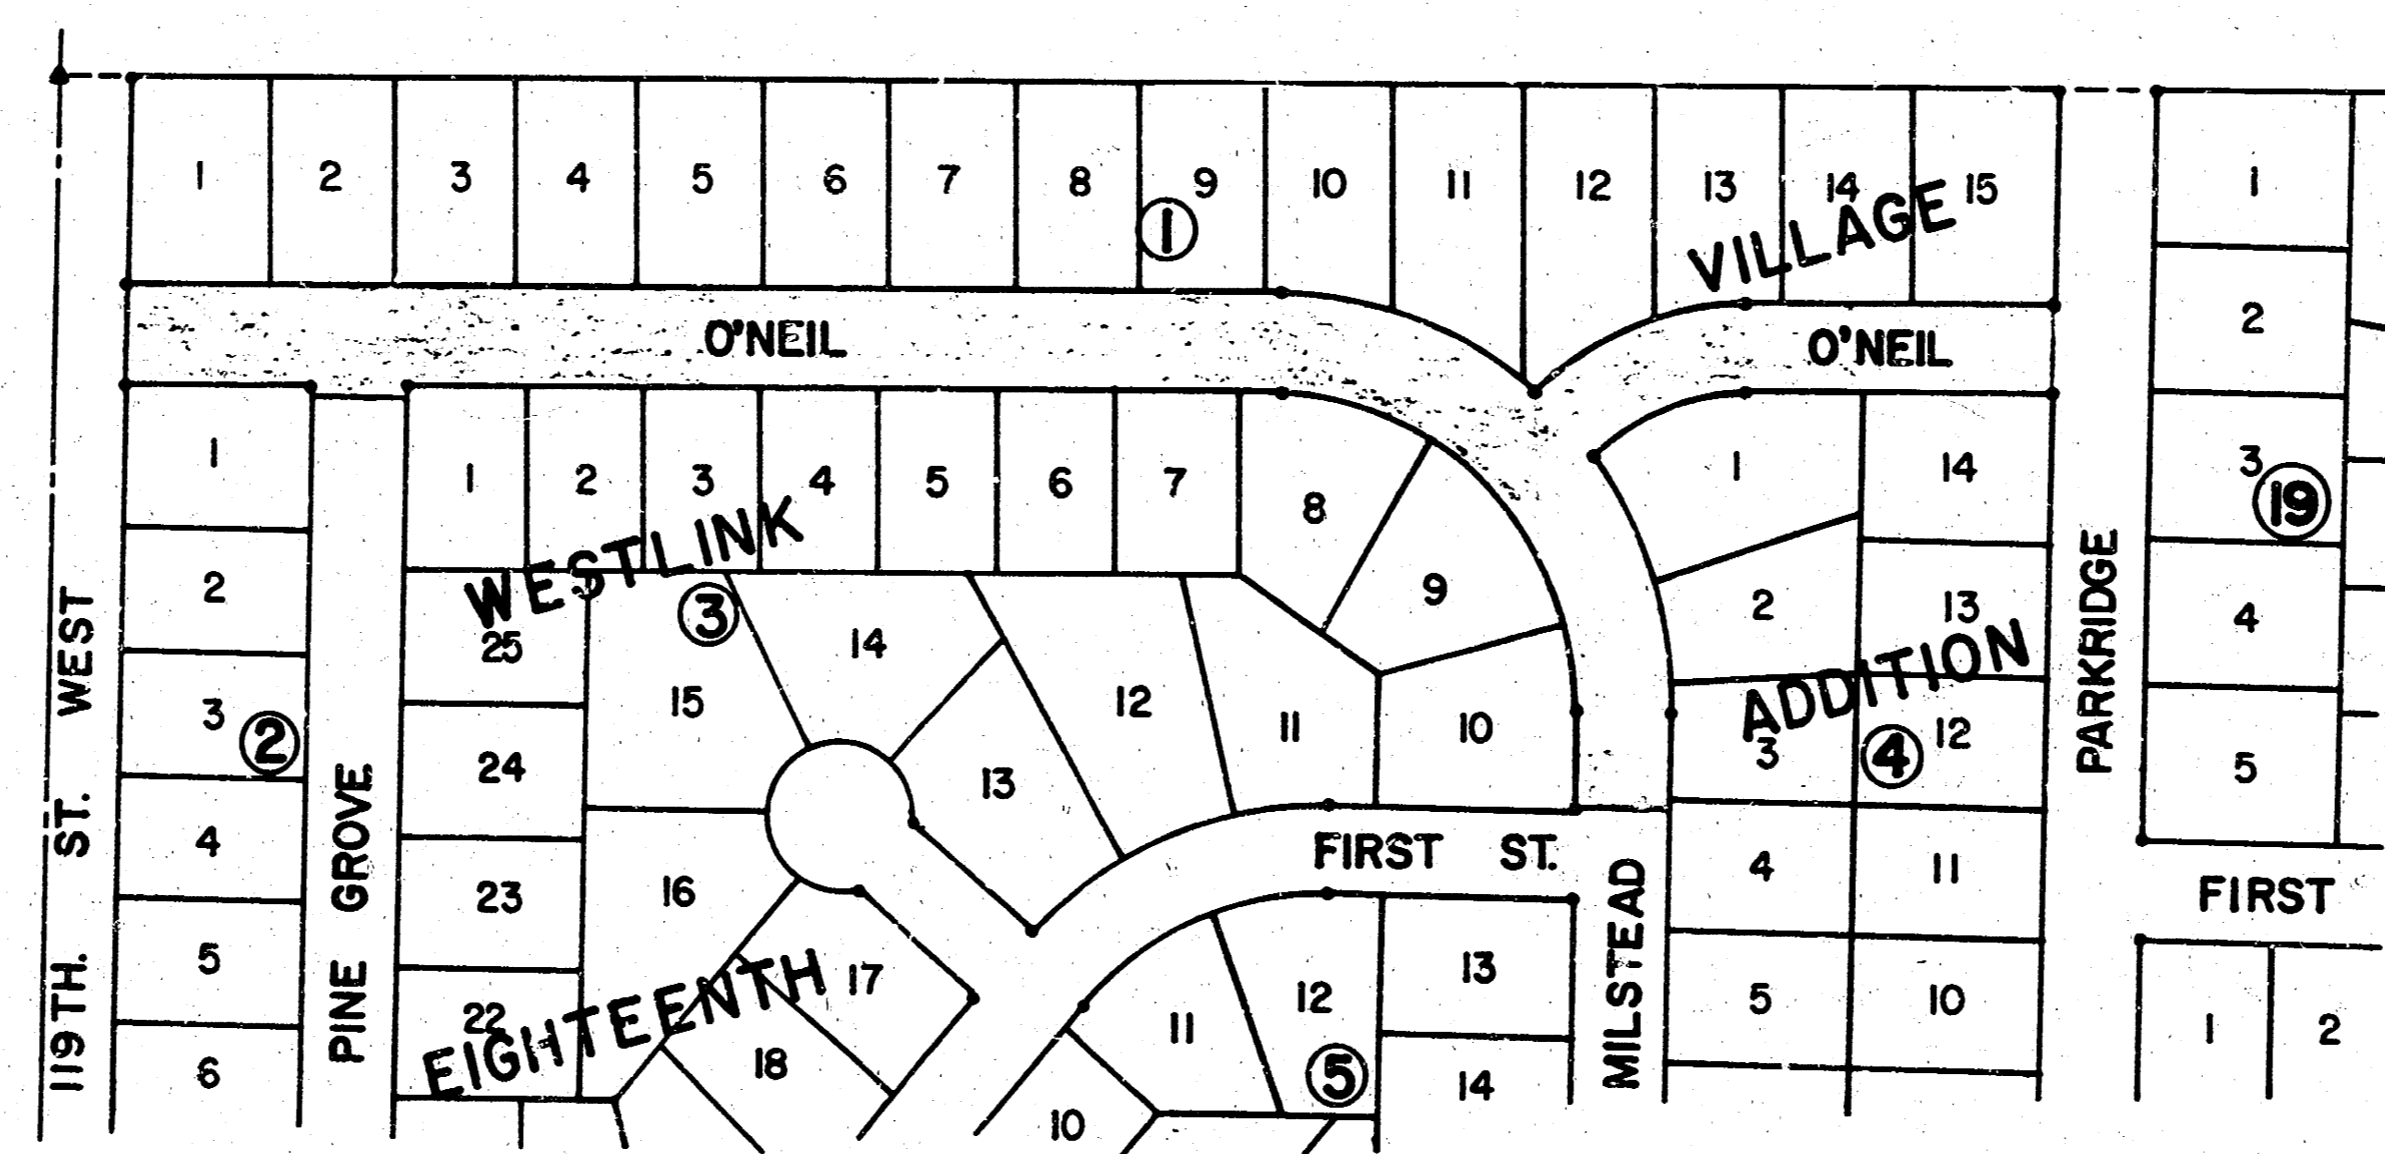 1 2 3 4 5 6 7 8 9 10 11 12 13 14 15
1
VILLAGE
1
2
3
19
4
5
O'NEIL
O'NEIL
1
2
3
2
4
5
6
119TH. ST. WEST
PINE GROVE
1 2 3 4 5 6 7 8 9
WESTLINK
3
25
24
23
22
15 14 13 12 11 10
16
17
18
EIGHTEENTH
FIRST ST.
MILSTEAD
1 14
2 13
ADDITION
3 4 12
4 11
5 10
PARKRIDGE
FIRST
1 2
11 12 13
5
10 14